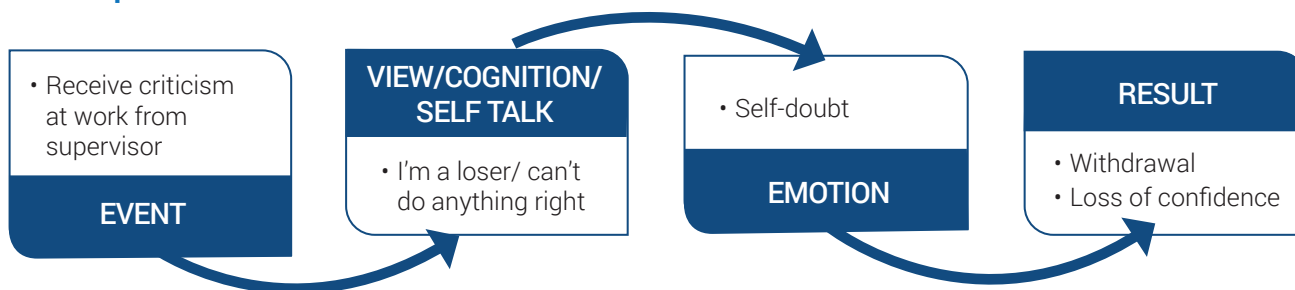 • Receive criticism
at work from
supervisor
EVENT
VIEW/COGNITION/
SELF TALK
• I'm a loser/ can't
do anything right
• Self-doubt
EMOTION
RESULT
• Withdrawal
• Loss of confidence